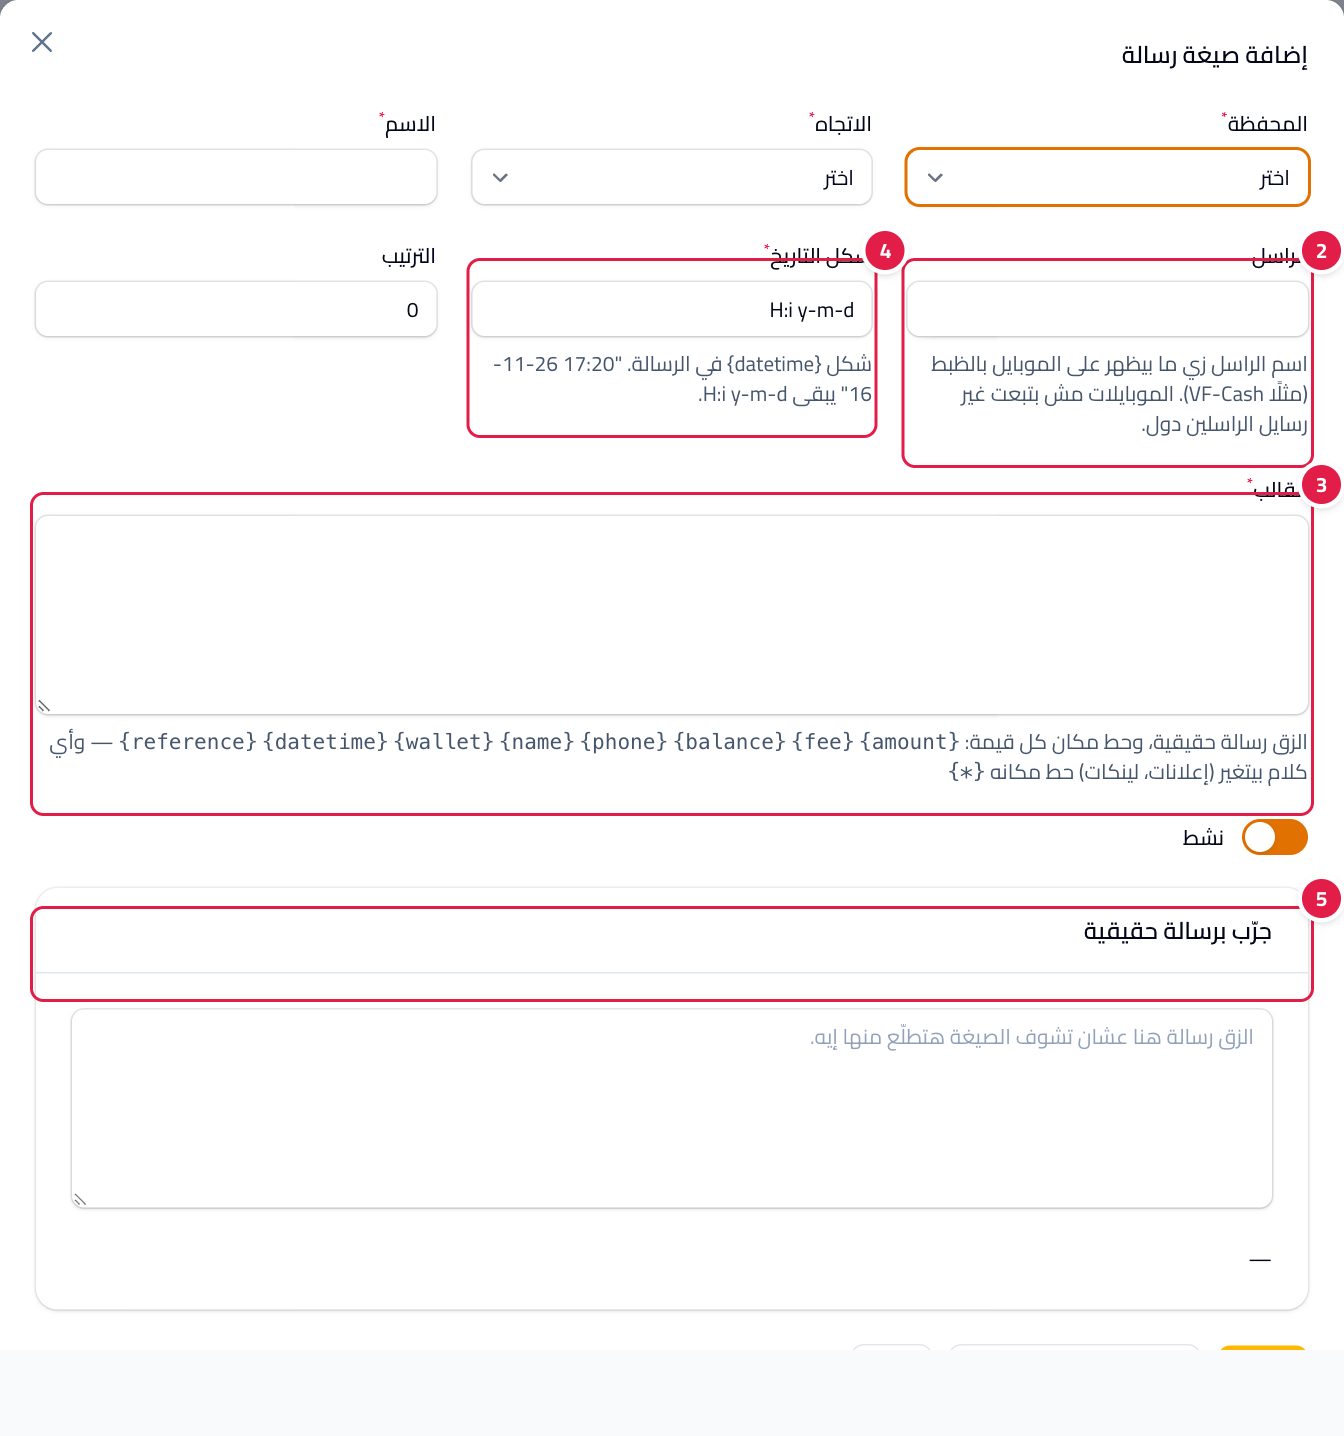 إضافة صيغة رسالة
المحفظة*
الاتجاه*
الاسم*
اختر
اختر
4
2
شكل التاريخ*
الترتيب
H:i y-m-d
0
اسم الراسل زي ما بيظهر على الموبايل بالظبط
(مثلًا VF-Cash). الموبايلات مش بتبعت غير
رسايل الراسلين دول.
شكل {datetime} في الرسالة. "17:20 26-11-
16" يبقى H:i y-m-d.
3
الزق رسالة حقيقية، وحط مكان كل قيمة: {amount} {fee} {balance} {phone} {name} {wallet} {datetime} {reference} — وأي
كلام بيتغير (إعلانات، لينكات) حط مكانه {*}
نشط
5
جرّب برسالة حقيقية
الزق رسالة هنا عشان تشوف الصيغة هتطلّع منها إيه.
—